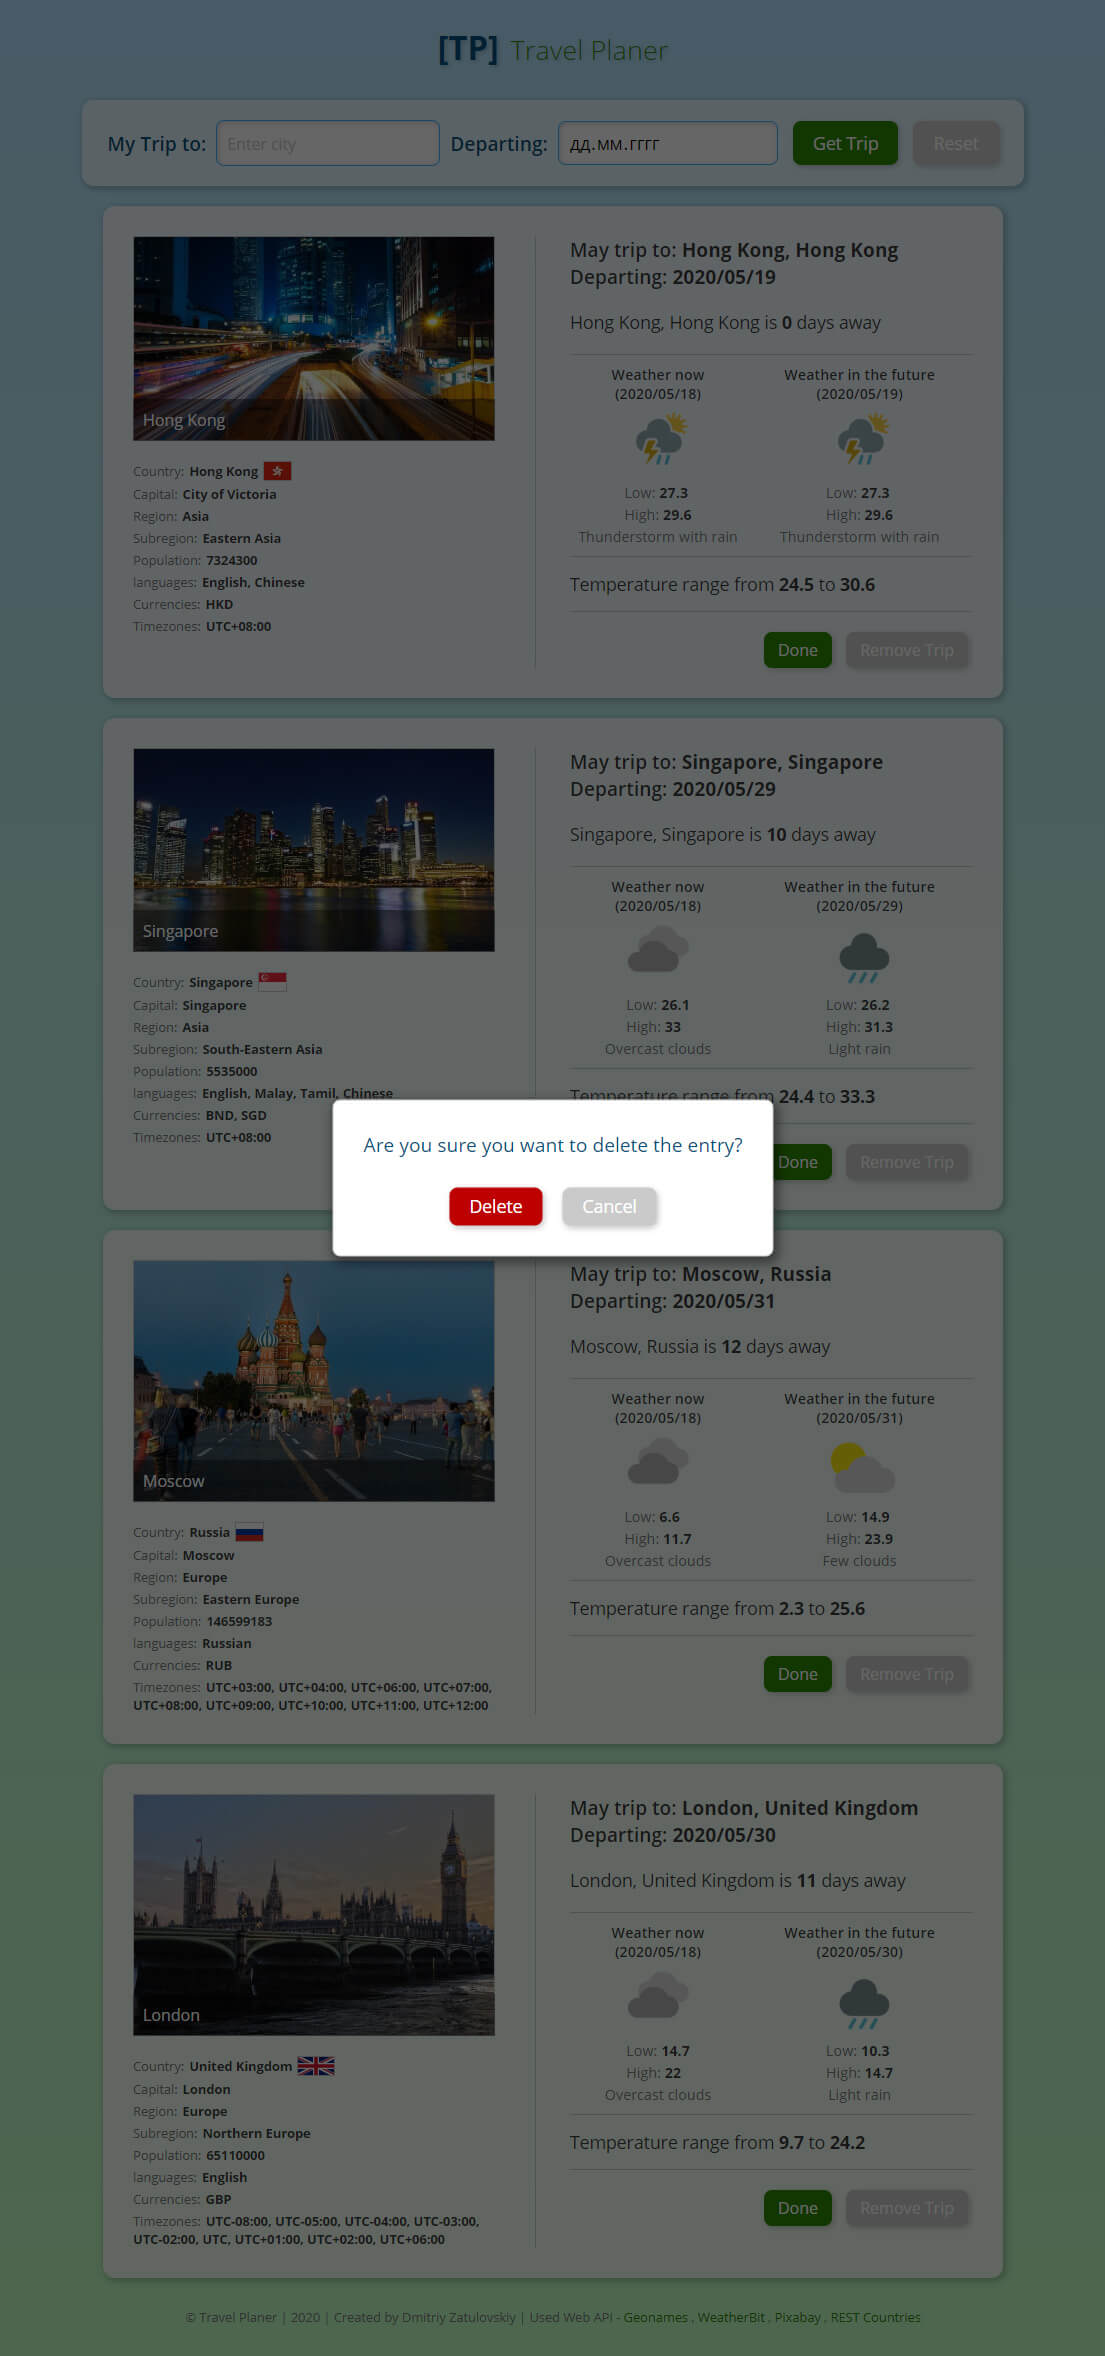 [TP] Travel Planer
My Trip to: Enter city Departing: дд.мм.гггг Get Trip Reset
Hong Kong
Country: Hong Kong
Capital: City of Victoria
Region: Asia
Subregion: Eastern Asia
Population: 7324300
languages: English, Chinese
Currencies: HKD
Timezones: UTC+08:00
May trip to: Hong Kong, Hong Kong
Departing: 2020/05/19
Hong Kong, Hong Kong is 0 days away
Weather now
(2020/05/18)
Low: 27.3
High: 29.6
Thunderstorm with rain
Weather in the future
(2020/05/19)
Low: 27.3
High: 29.6
Thunderstorm with rain
Temperature range from 24.5 to 30.6
Done Remove Trip
Singapore
Country: Singapore
Capital: Singapore
Region: Asia
Subregion: South-Eastern Asia
Population: 5535000
languages: English, Malay, Tamil, Chinese
Currencies: BND, SGD
Timezones: UTC+08:00
May trip to: Singapore, Singapore
Departing: 2020/05/29
Singapore, Singapore is 10 days away
Weather now
(2020/05/18)
Low: 26.1
High: 33
Overcast clouds
Weather in the future
(2020/05/29)
Low: 26.2
High: 31.3
Light rain
Temperature range from 24.4 to 33.3
Done Remove Trip
Are you sure you want to delete the entry?
Delete Cancel
Moscow
Country: Russia
Capital: Moscow
Region: Europe
Subregion: Eastern Europe
Population: 146599183
languages: Russian
Currencies: RUB
Timezones: UTC+03:00, UTC+04:00, UTC+06:00, UTC+07:00,
UTC+08:00, UTC+09:00, UTC+10:00, UTC+11:00, UTC+12:00
May trip to: Moscow, Russia
Departing: 2020/05/31
Moscow, Russia is 12 days away
Weather now
(2020/05/18)
Low: 6.6
High: 11.7
Overcast clouds
Weather in the future
(2020/05/31)
Low: 14.9
High: 23.9
Few clouds
Temperature range from 2.3 to 25.6
Done Remove Trip
London
Country: United Kingdom
Capital: London
Region: Europe
Subregion: Northern Europe
Population: 65110000
languages: English
Currencies: GBP
Timezones: UTC-08:00, UTC-05:00, UTC-04:00, UTC-03:00,
UTC-02:00, UTC, UTC+01:00, UTC+02:00, UTC+06:00
May trip to: London, United Kingdom
Departing: 2020/05/30
London, United Kingdom is 11 days away
Weather now
(2020/05/18)
Low: 14.7
High: 22
Overcast clouds
Weather in the future
(2020/05/30)
Low: 10.3
High: 14.7
Light rain
Temperature range from 9.7 to 24.2
Done Remove Trip
© Travel Planer | 2020 | Created by Dmitriy Zatulovskiy | Used Web API - Geonames , WeatherBit , Pixabay , REST Countries